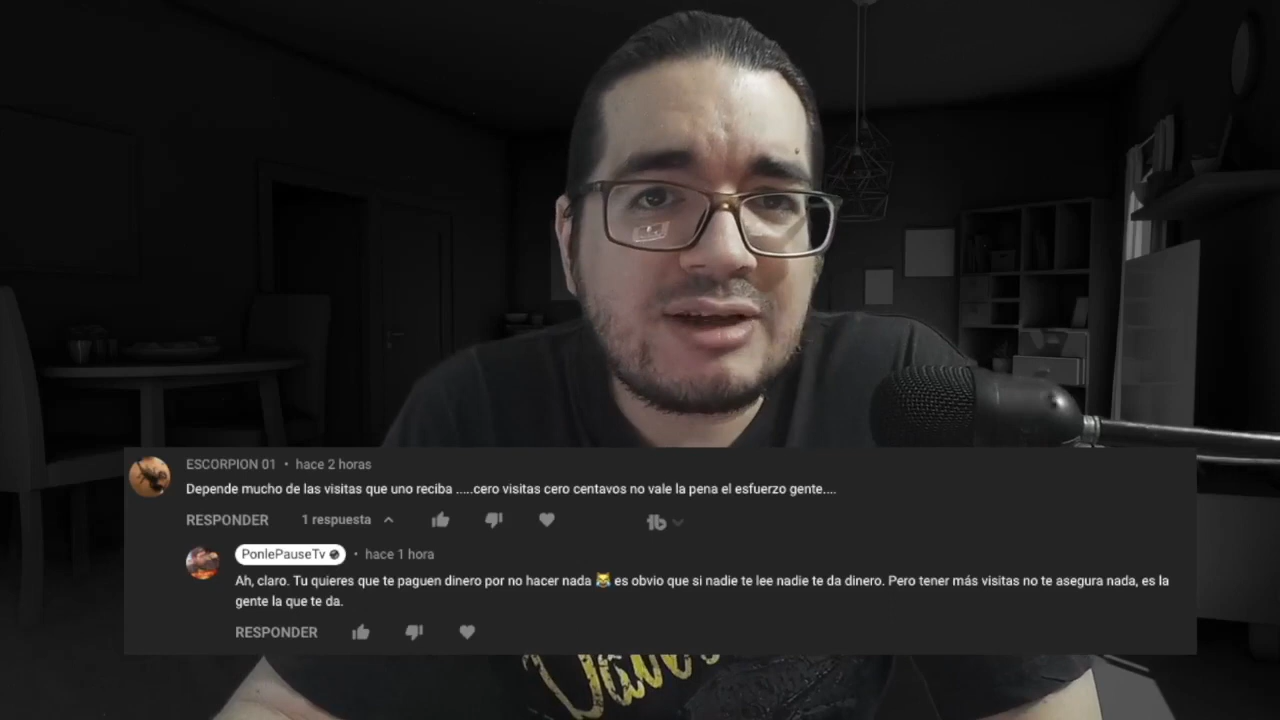 ESCORPION 01 • hace 2 horas
Depende mucho de las visitas que uno reciba .....cero visitas cero centavos no vale la pena el esfuerzo gente....
RESPONDER 1 respuesta
PonlePauseTv • hace 1 hora
Ah, claro. Tu quieres que te paguen dinero por no hacer nada 😹 es obvio que si nadie te lee nadie te da dinero. Pero tener más visitas no te asegura nada, es la
gente la que te da.
RESPONDER